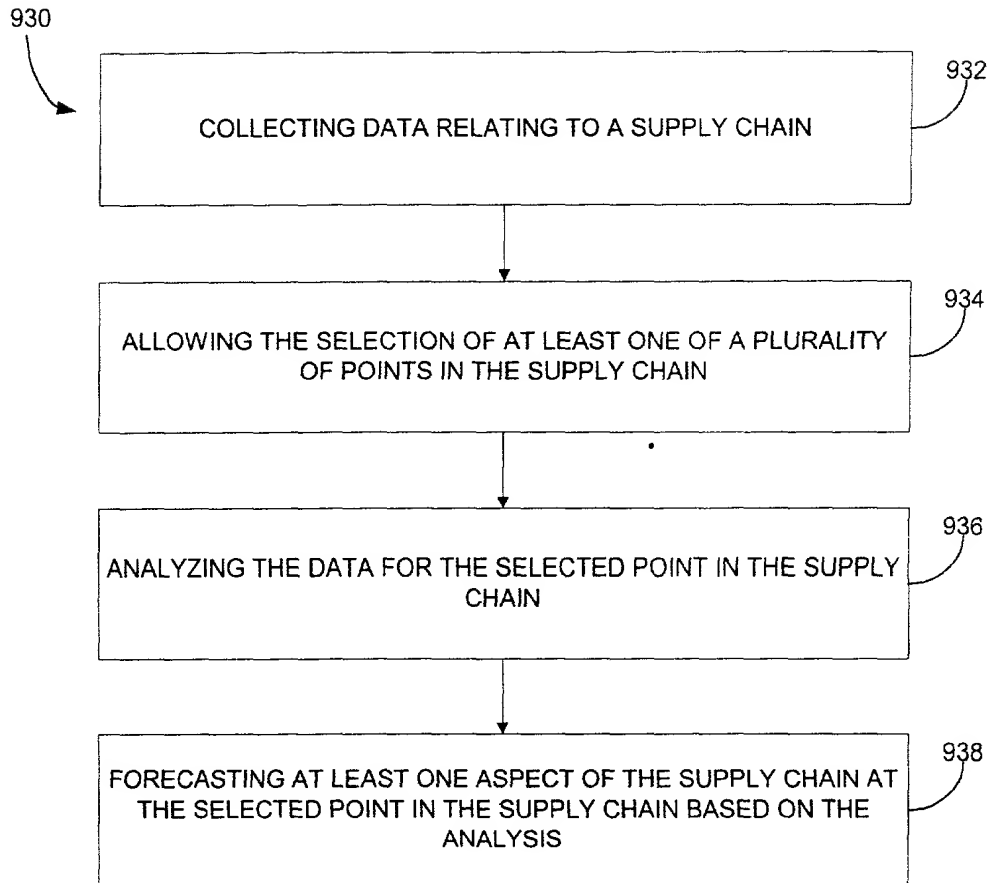 930
932
COLLECTING DATA RELATING TO A SUPPLY CHAIN
934
ALLOWING THE SELECTION OF AT LEAST ONE OF A PLURALITY
OF POINTS IN THE SUPPLY CHAIN
936
ANALYZING THE DATA FOR THE SELECTED POINT IN THE SUPPLY
CHAIN
938
FORECASTING AT LEAST ONE ASPECT OF THE SUPPLY CHAIN AT
THE SELECTED POINT IN THE SUPPLY CHAIN BASED ON THE
ANALYSIS